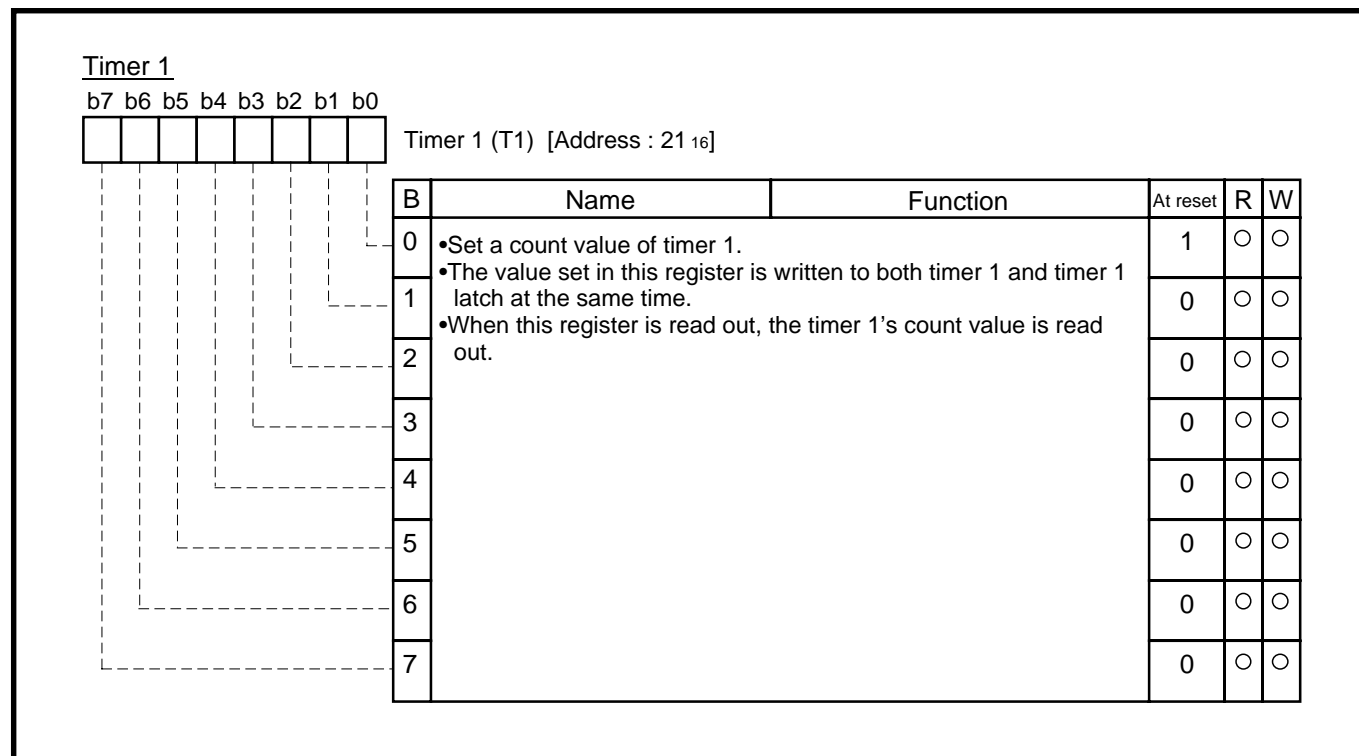 Timer 1
b7 b6 b5 b4 b3 b2 b1 b0
Timer 1 (T1) [Address : 21 16]
B Name Function At reset R W
0 •Set a count value of timer 1. 1 ○ ○
•The value set in this register is written to both timer 1 and timer 1
1 latch at the same time. 0 ○ ○
•When this register is read out, the timer 1’s count value is read
2 out. 0 ○ ○
3 0 ○ ○
4 0 ○ ○
5 0 ○ ○
6 0 ○ ○
7 0 ○ ○